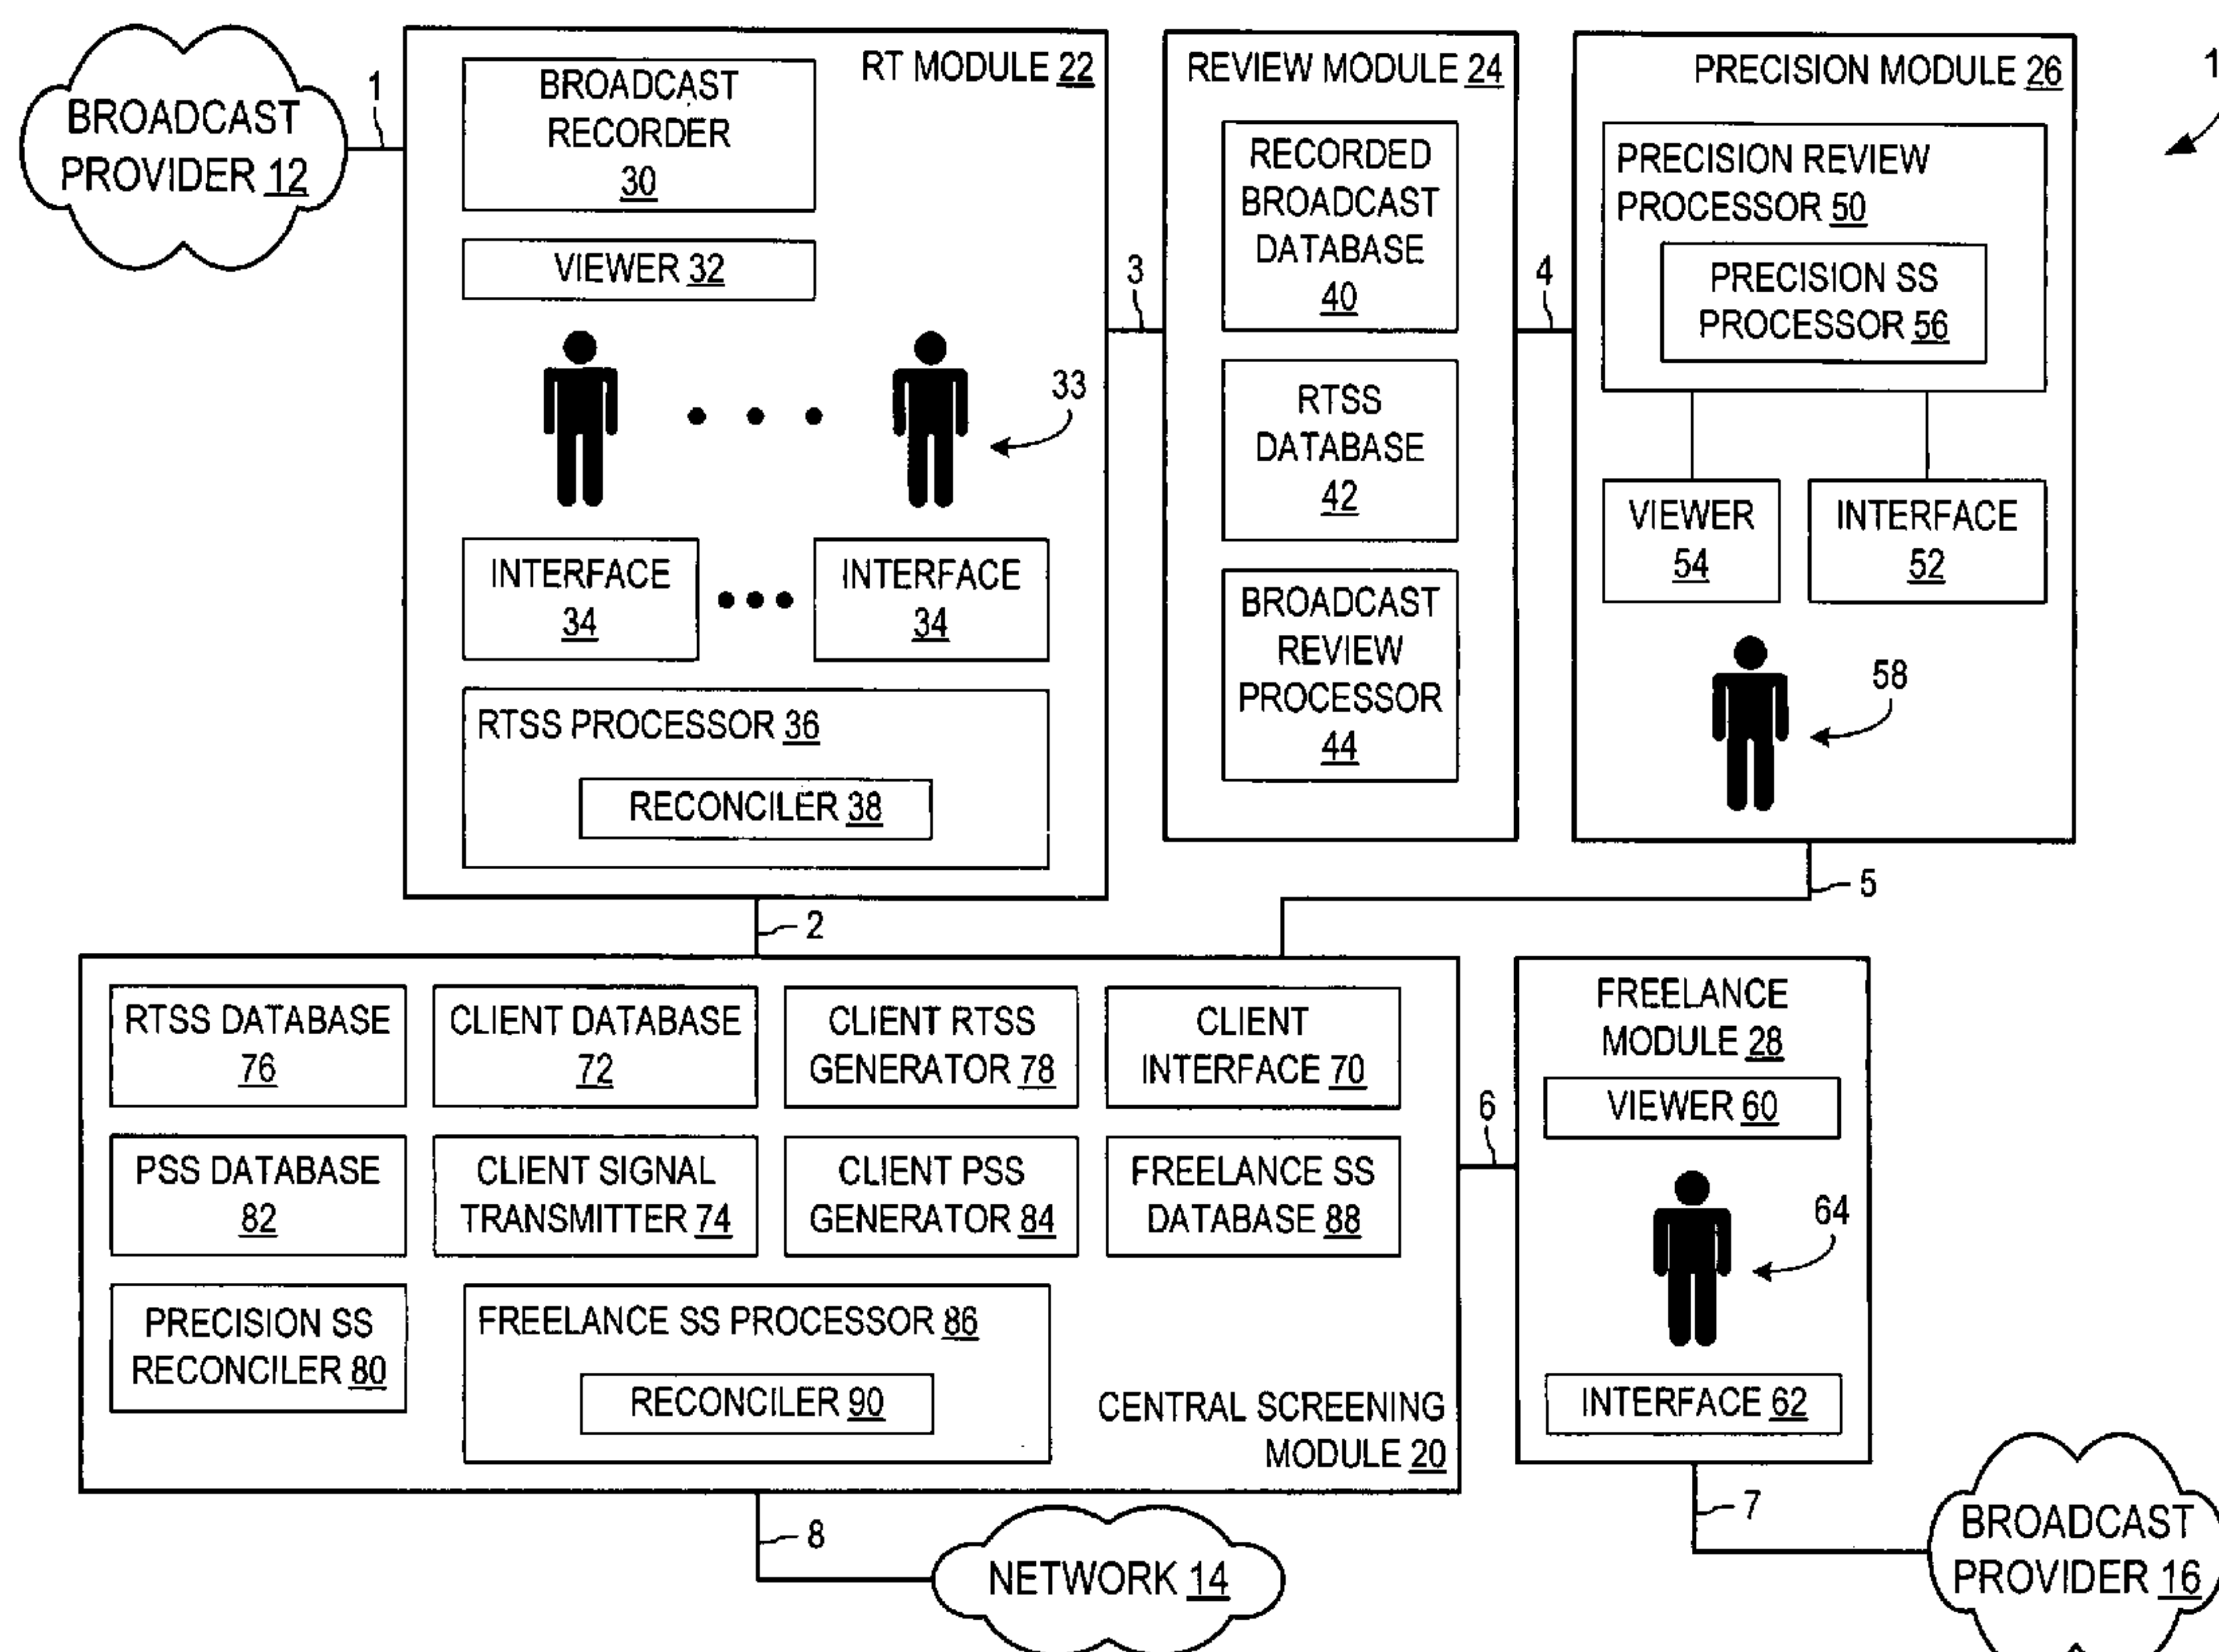 BROADCAST
PROVIDER 12
1
RT MODULE 22
BROADCAST
RECORDER
30
VIEWER 32
33
INTERFACE
34
INTERFACE
34
RTSS PROCESSOR 36
RECONCILER 38
3
REVIEW MODULE 24
RECORDED
BROADCAST
DATABASE
40
RTSS
DATABASE
42
BROADCAST
REVIEW
PROCESSOR
44
4
PRECISION MODULE 26
PRECISION REVIEW
PROCESSOR 50
PRECISION SS
PROCESSOR 56
VIEWER
54
INTERFACE
52
58
1
2
5
RTSS DATABASE
76
CLIENT DATABASE
72
CLIENT RTSS
GENERATOR 78
CLIENT
INTERFACE 70
PSS DATABASE
82
CLIENT SIGNAL
TRANSMITTER 74
CLIENT PSS
GENERATOR 84
FREELANCE SS
DATABASE 88
PRECISION SS
RECONCILER 80
FREELANCE SS PROCESSOR 86
RECONCILER 90
CENTRAL SCREENING
MODULE 20
6
FREELANCE
MODULE 28
VIEWER 60
64
INTERFACE 62
7
BROADCAST
PROVIDER 16
8
NETWORK 14